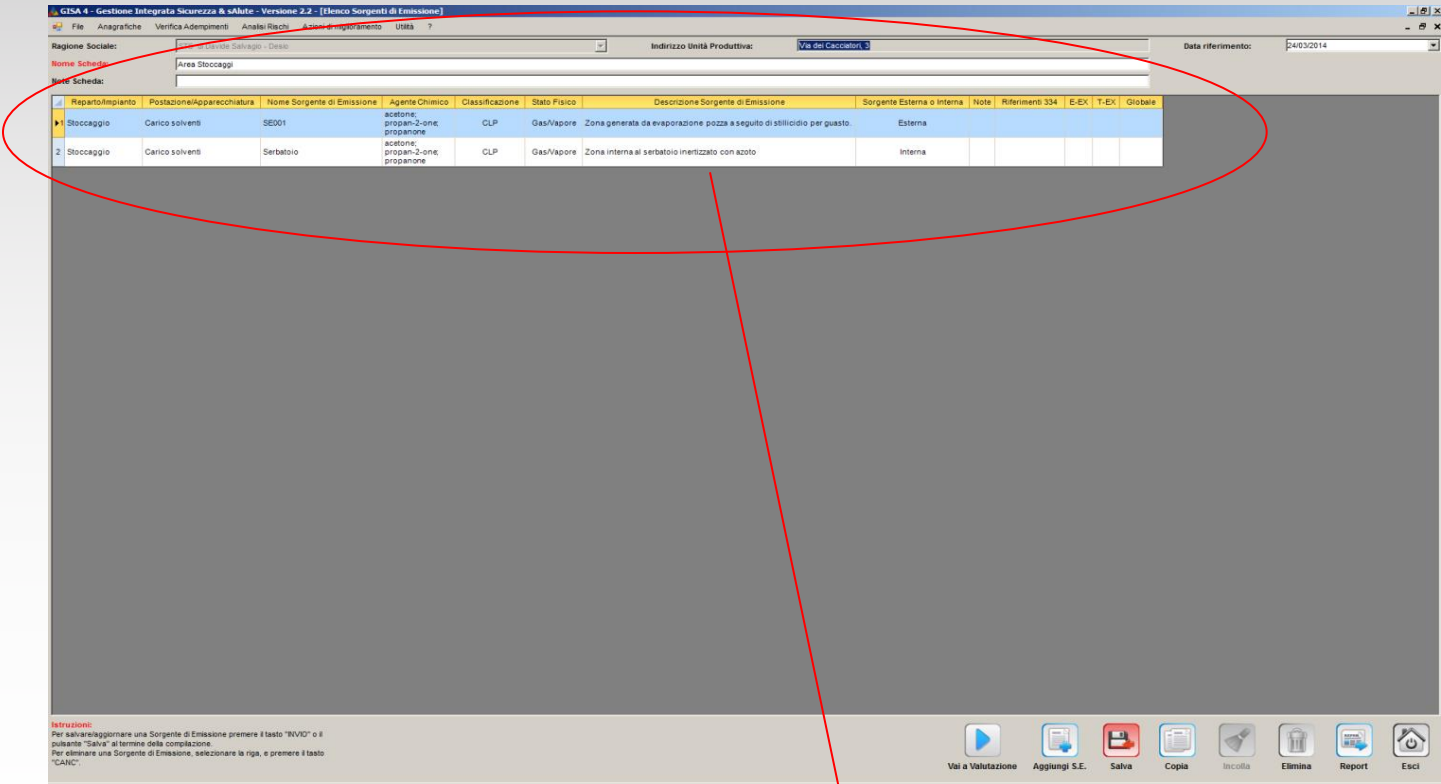 GISA 4 - Gestione Integrata Sicurezza & sAlute - Versione 2.2 - [Elenco Sorgenti di Emissione]
File Anagrafiche Verifica Adempimenti Analisi Rischi Azioni di miglioramento Utilità ?
Ragione Sociale: di Davide Salvagio - Desio Indirizzo Unità Produttiva: Via dei Cacciatori, 3 Data riferimento: 24/03/2014
Nome Scheda: Area Stoccaggi
Note Scheda:
Reparto/Impianto Postazione/Apparecchiatura Nome Sorgente di Emissione Agente Chimico Classificazione Stato Fisico Descrizione Sorgente di Emissione Sorgente Esterna o Interna Note Riferimenti 334 E-EX T-EX Globale
1 Stoccaggio Carico solventi SE001 acetone; propan-2-one; propanone CLP Gas/Vapore Zona generata da evaporazione pozza a seguito di stillicidio per guasto. Esterna
2 Stoccaggio Carico solventi Serbatoio acetone; propan-2-one; propanone CLP Gas/Vapore Zona interna al serbatoio inertizzato con azoto Interna
Istruzioni:
Per salvare/aggiornare una Sorgente di Emissione premere il tasto "INVIO" o il
pulsante "Salva" al termine della compilazione.
Per eliminare una Sorgente di Emissione, selezionare la riga, e premere il tasto
"CANC".
Vai a Valutazione Aggiungi S.E. Salva Copia Incolla Elimina Report Esci